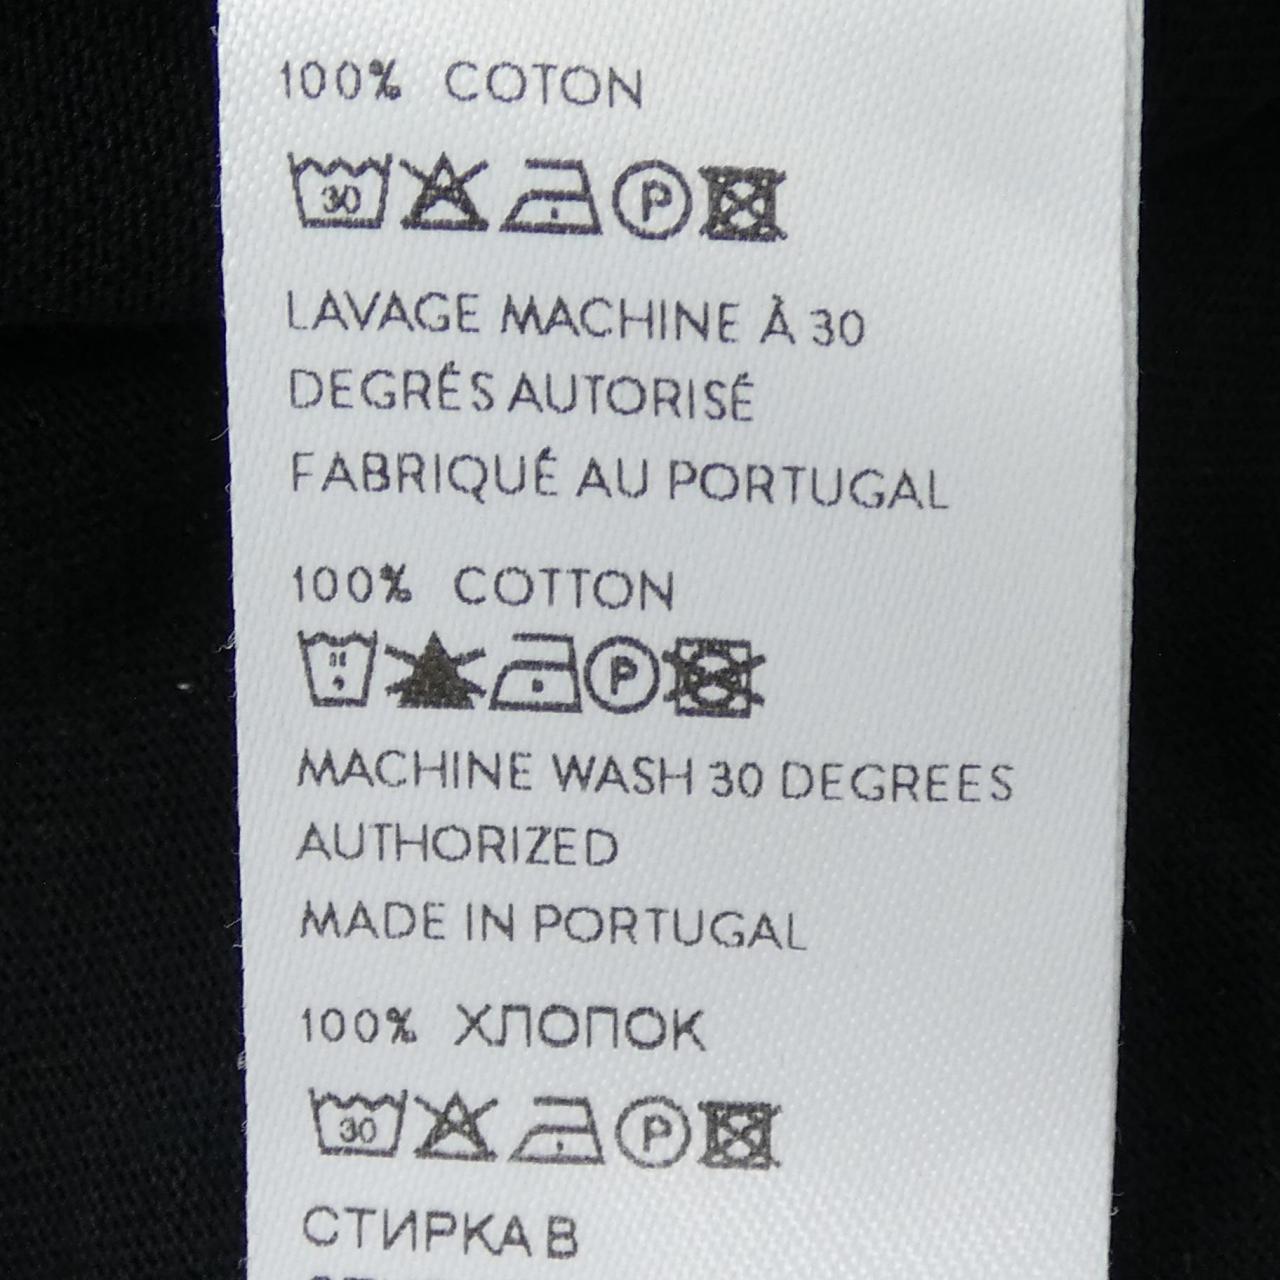 100% COTON
30 P
LAVAGE MACHINE À 30
DEGRÉS AUTORISÉ
FABRIQUÉ AU PORTUGAL
100% COTTON
P
MACHINE WASH 30 DEGREES
AUTHORIZED
MADE IN PORTUGAL
100% ХЛОПОК
30 P
СТИРКА В